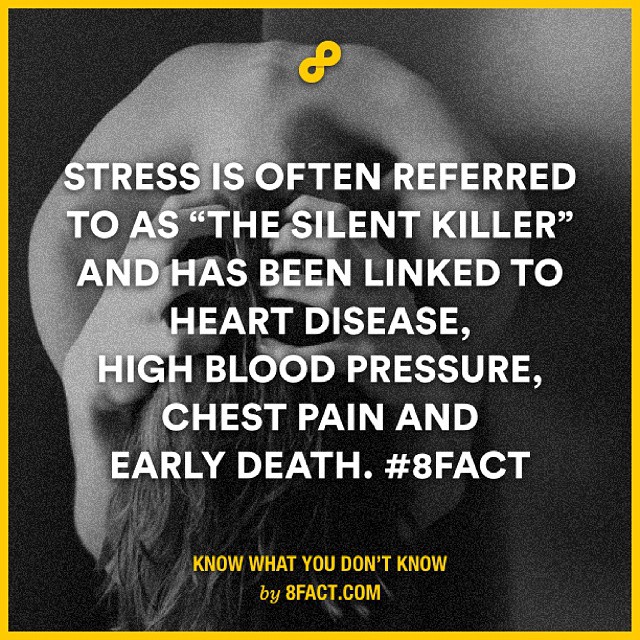 STRESS IS OFTEN REFERRED
TO AS “THE SILENT KILLER”
AND HAS BEEN LINKED TO
HEART DISEASE,
HIGH BLOOD PRESSURE,
CHEST PAIN AND
EARLY DEATH. #8FACT
KNOW WHAT YOU DON'T KNOW
by 8FACT.COM